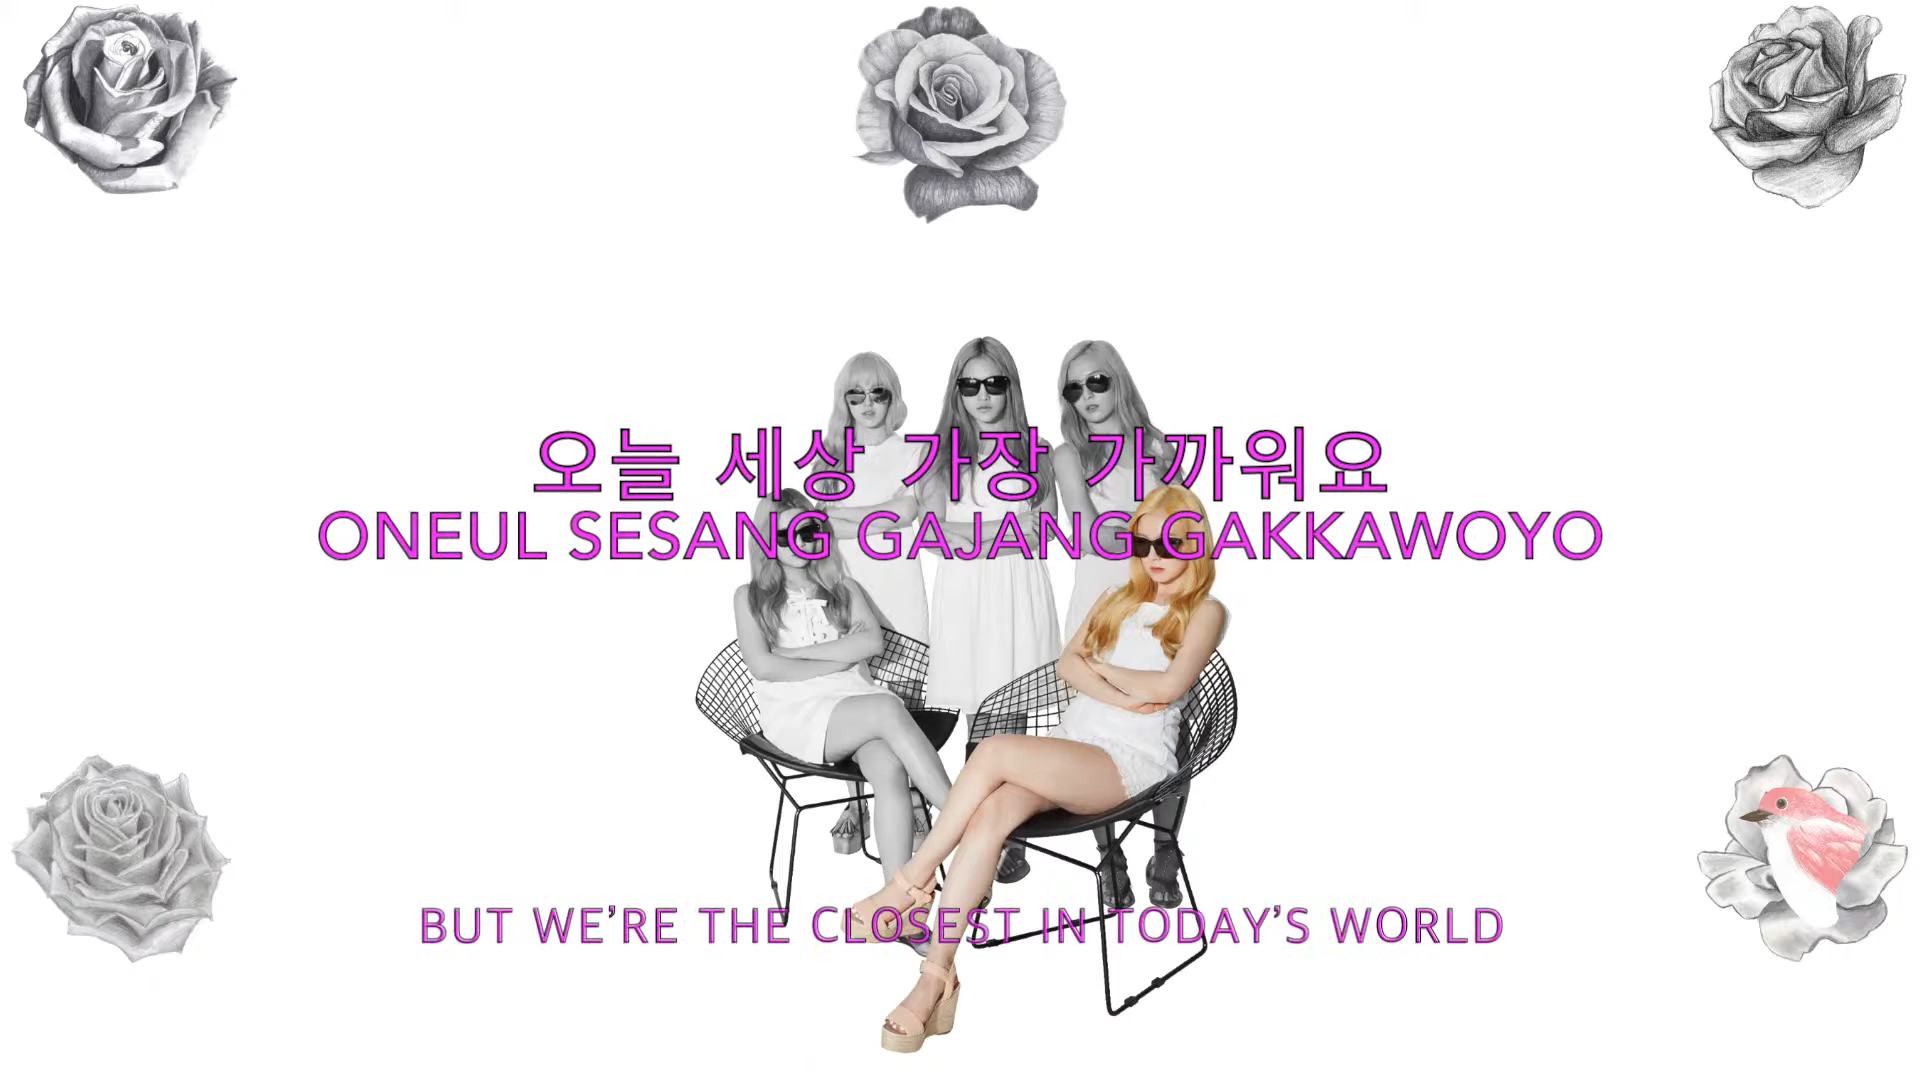 오늘 세상 가장 가까워요
ONEUL SESANG GAJANG GAKKAWOYO
BUT WE’RE THE CLOSEST IN TODAY’S WORLD